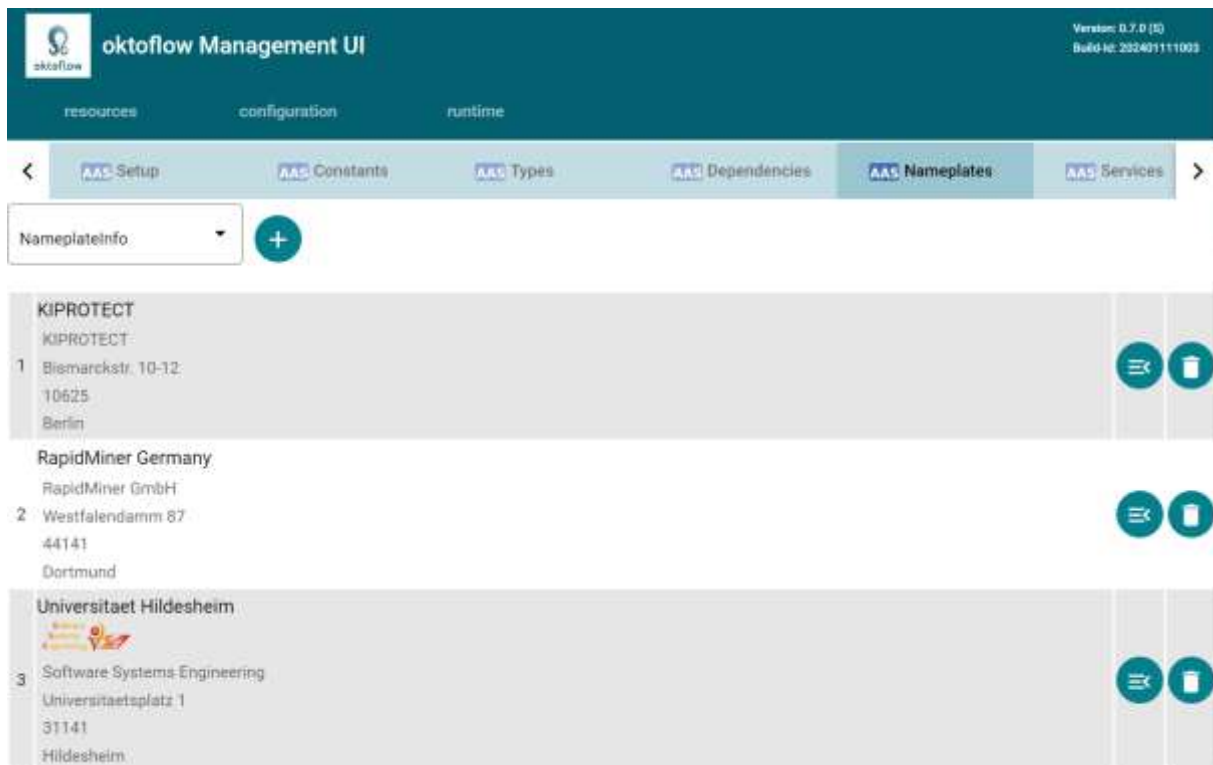 oktoflow
oktoflow Management UI
Version: 0.7.0 (S)
Build-Id: 202401111003
resources configuration runtime
AAS Setup AAS Constants AAS Types AAS Dependencies AAS Nameplates AAS Services
NameplateInfo
KIPROTECT
KIPROTECT
1 Bismarckstr. 10-12
10625
Berlin
RapidMiner Germany
RapidMiner GmbH
2 Westfalendamm 87
44141
Dortmund
Universitaet Hildesheim
Software Systems Engineering
3 Universitaetsplatz 1
31141
Hildesheim